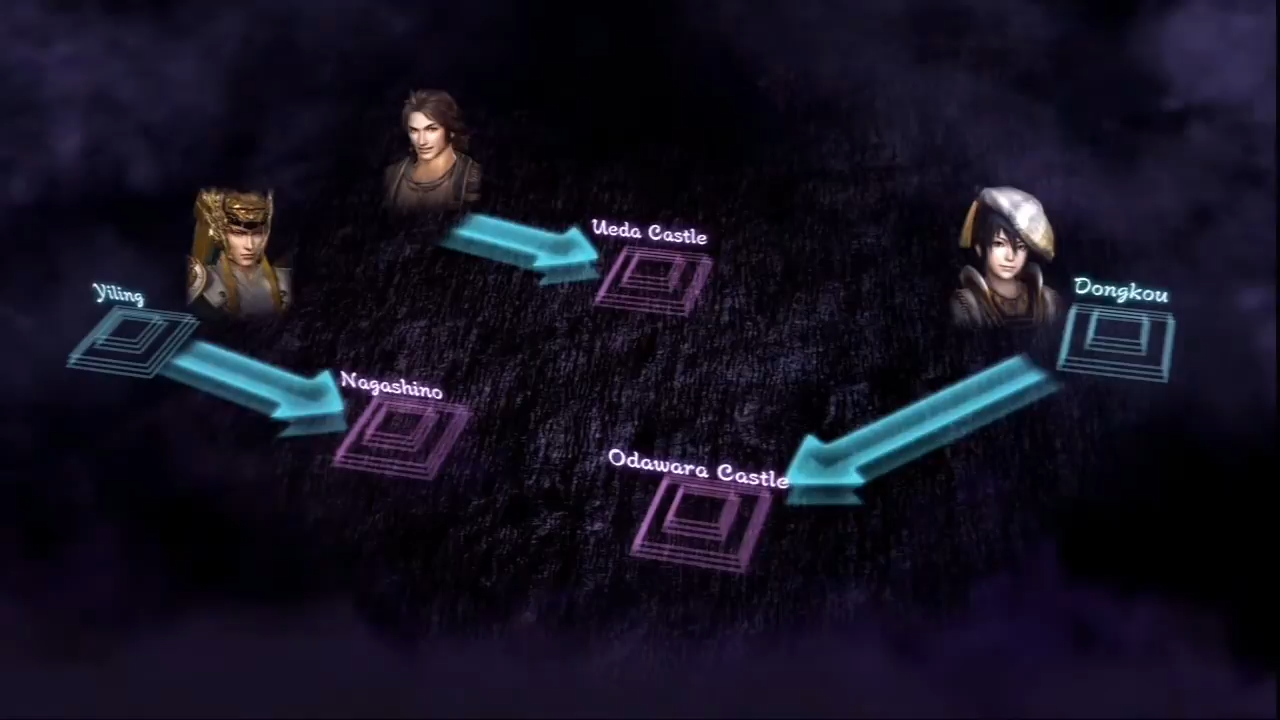 Ueda Castle
Yiling
Dongkou
Nagashino
Odawara Castle